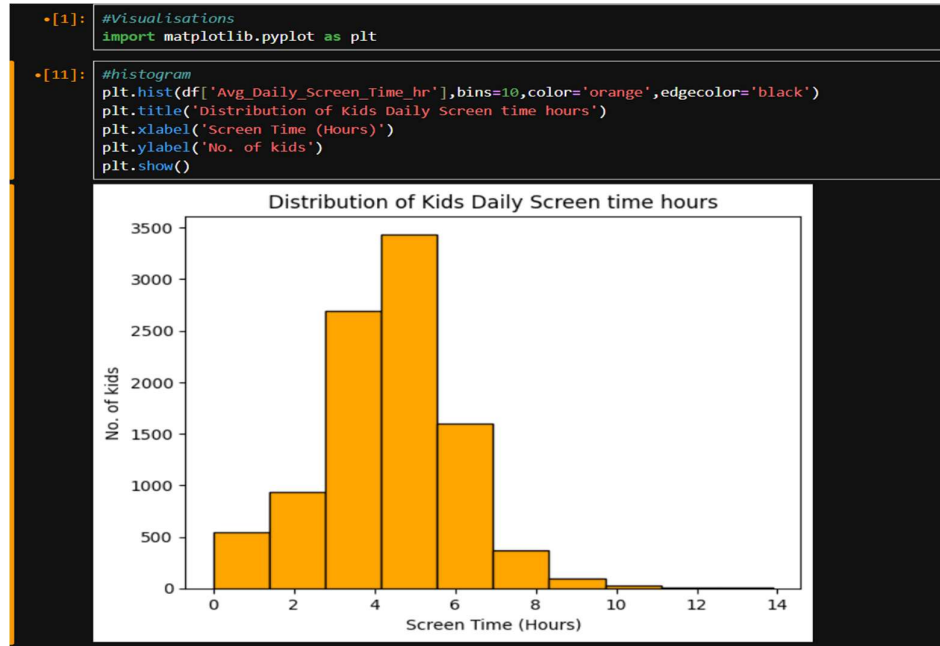 •[1]: #Visualisations
import matplotlib.pyplot as plt
•[11]: #histogram
plt.hist(df['Avg_Daily_Screen_Time_hr'],bins=10,color='orange',edgecolor='black')
plt.title('Distribution of Kids Daily Screen time hours')
plt.xlabel('Screen Time (Hours)')
plt.ylabel('No. of kids')
plt.show()
Distribution of Kids Daily Screen time hours
3500
3000
2500
2000
1500
1000
500
0
No. of kids
0 2 4 6 8 10 12 14
Screen Time (Hours)